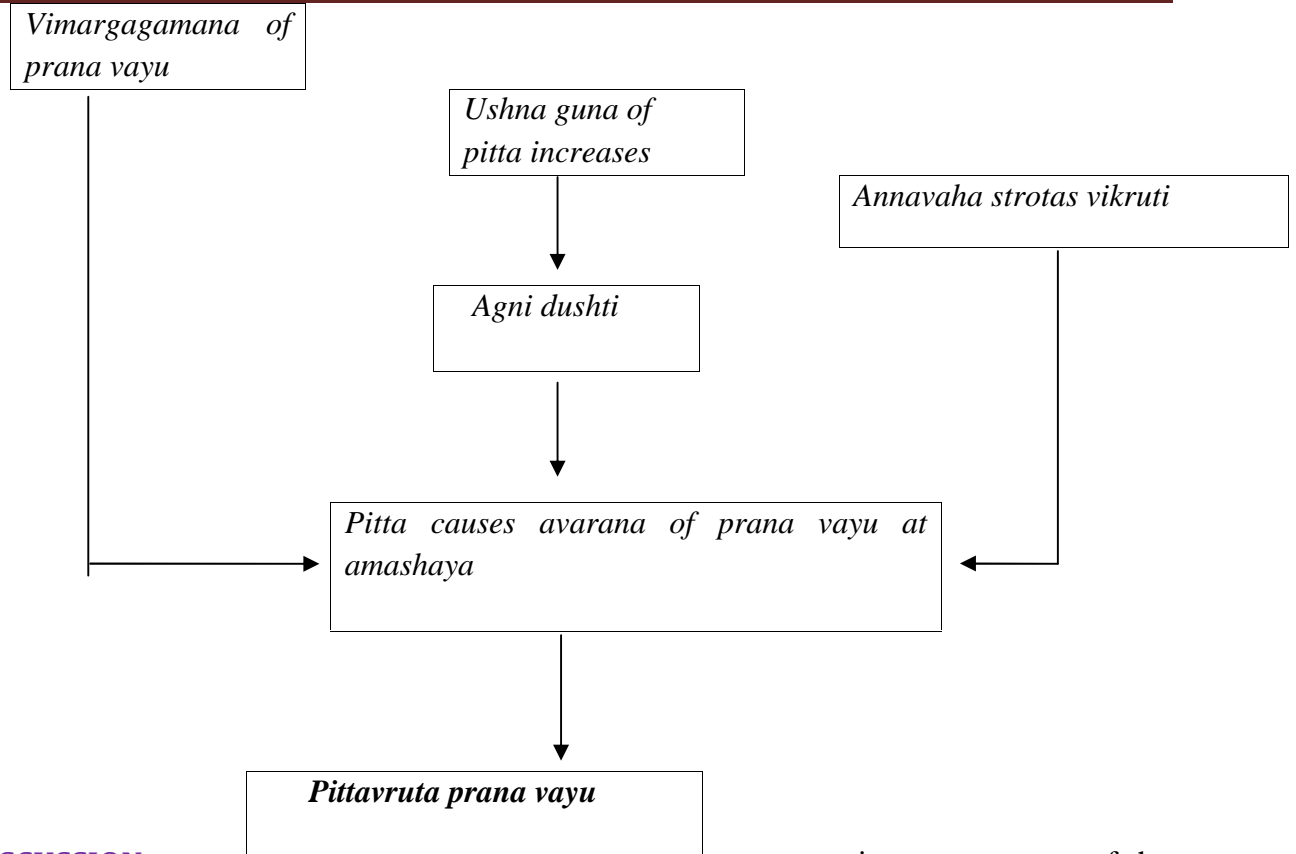 Vimargagamana of
prana vayu
Ushna guna of
pitta increases
Annavaha strotas vikruti
Agni dushti
Pitta causes avarana of prana vayu at
amashaya
Pittavruta prana vayu